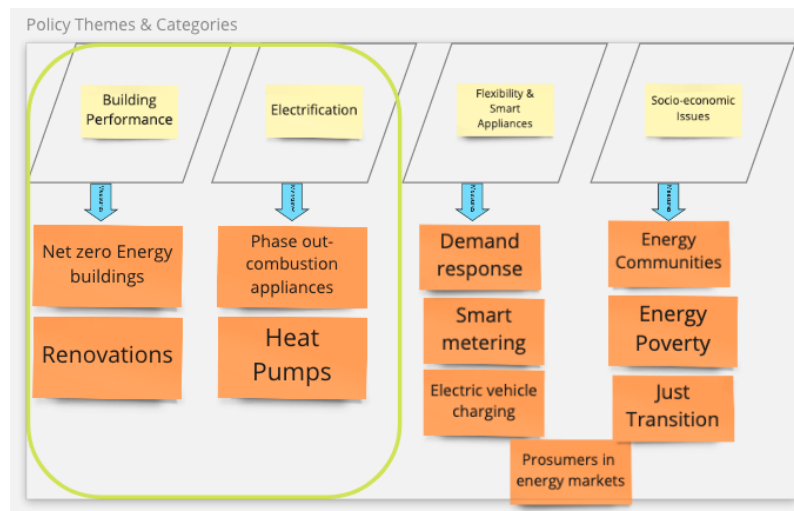 Policy Themes & Categories
Building
Performance
Electrification
Flexibility &
Smart
Appliances
Socio-economic
Issues
Net zero Energy
buildings
Renovations
Phase out-
combustion
appliances
Heat
Pumps
Demand
response
Smart
metering
Electric vehicle
charging
Energy
Communities
Energy
Poverty
Just
Transition
Prosumers in
energy markets